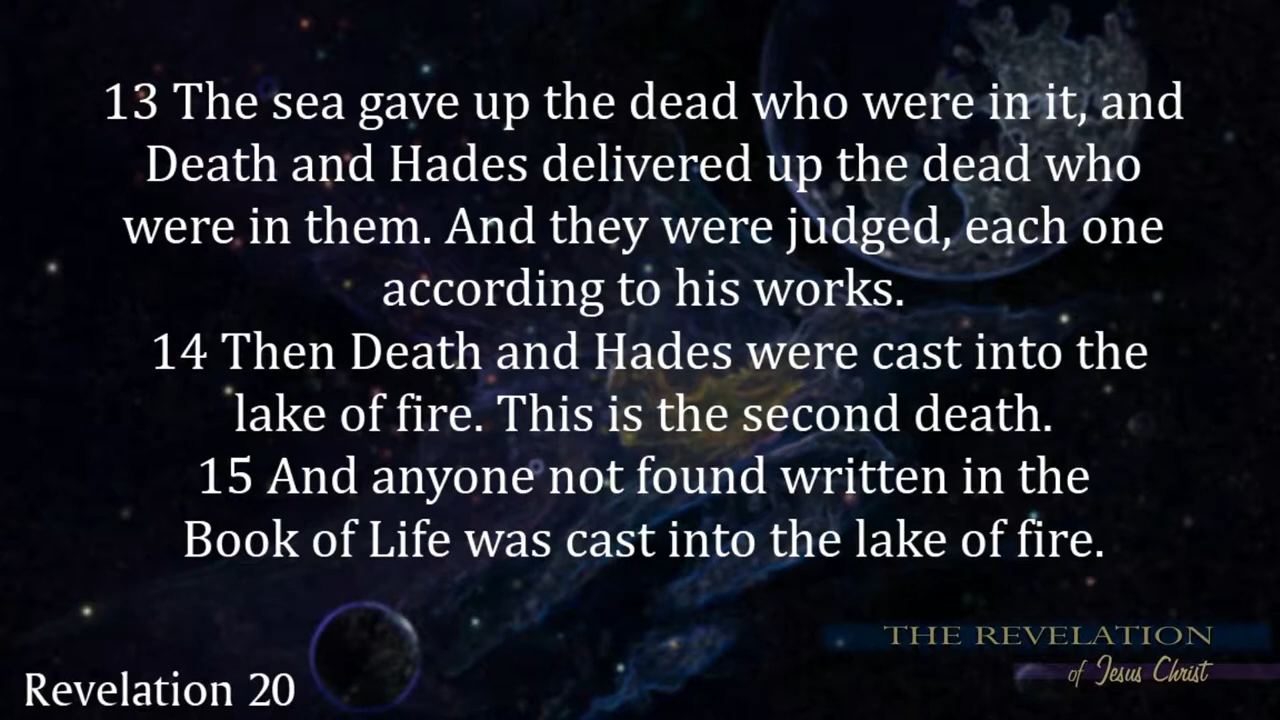 13 The sea gave up the dead who were in it, and
Death and Hades delivered up the dead who
were in them. And they were judged, each one
according to his works.
14 Then Death and Hades were cast into the
lake of fire. This is the second death.
15 And anyone not found written in the
Book of Life was cast into the lake of fire.
THE REVELATION
of Jesus Christ
Revelation 20